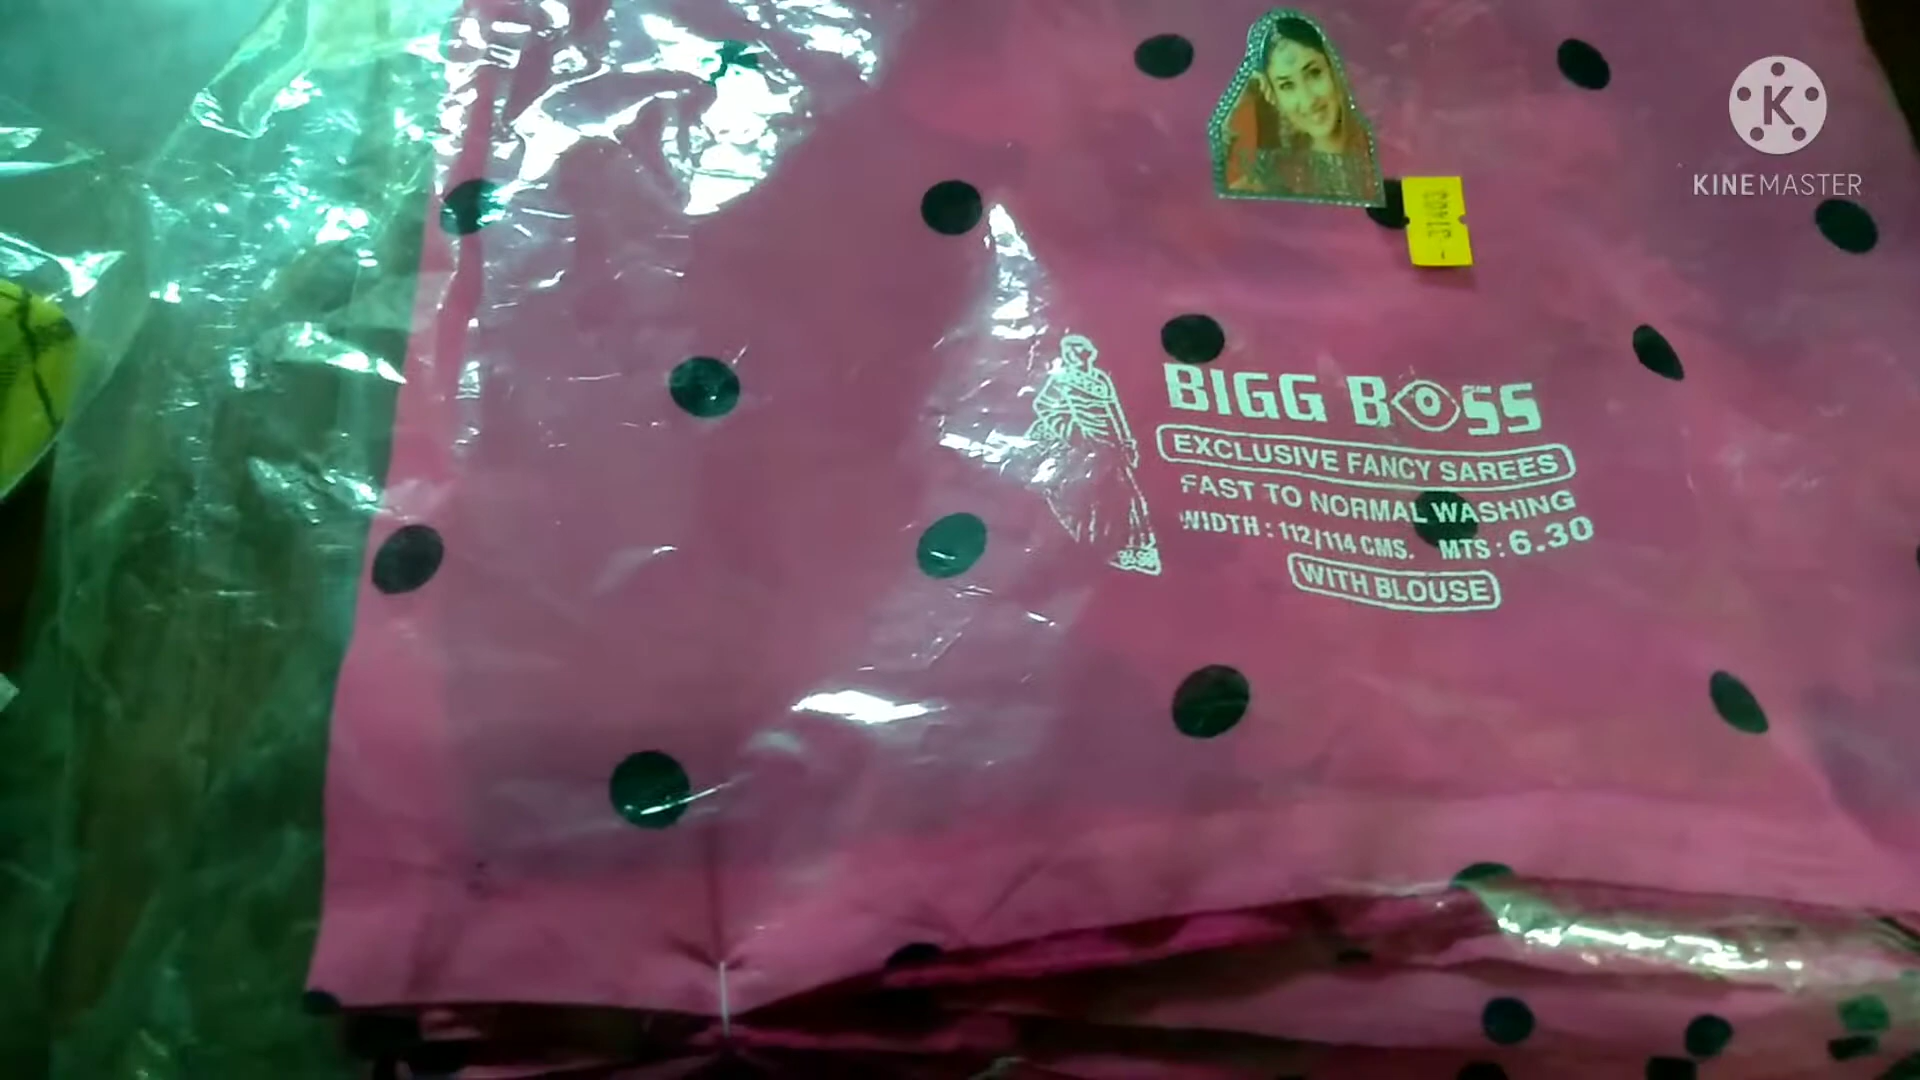 K
KINEMASTER
31403
BIGG BOSS
EXCLUSIVE FANCY SAREES
FAST TO NORMAL WASHING
WIDTH : 112/114 CMS. MTS : 6.30
WITH BLOUSE